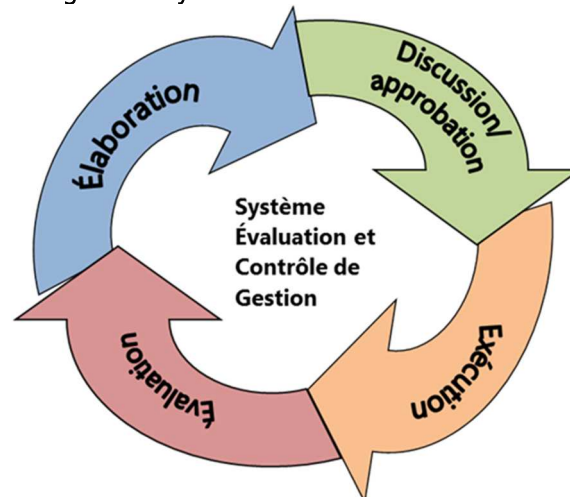 Élaboration
Discussion/
approbation
Système
Évaluation et
Contrôle de
Gestion
Exécution
Évaluation